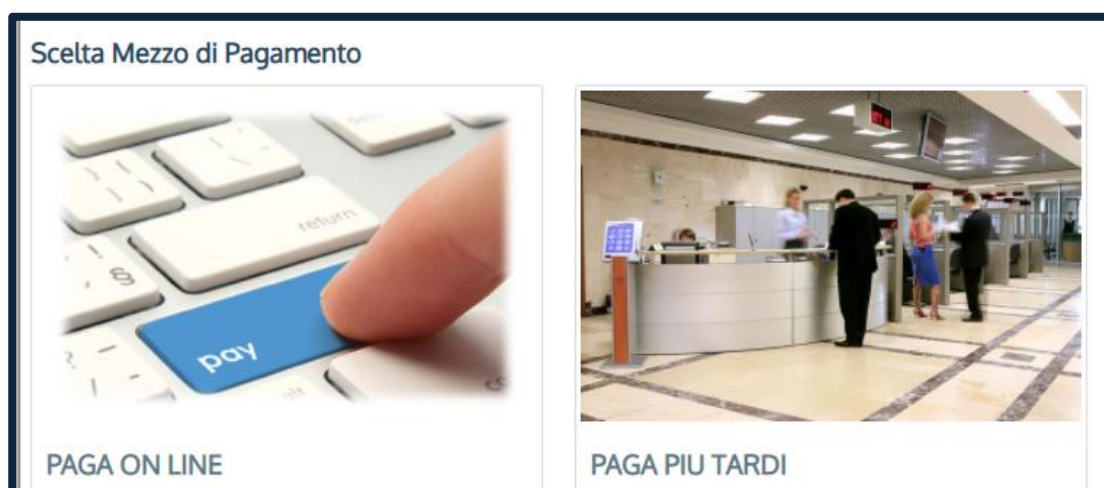 Scelta Mezzo di Pagamento
return
pay
PAGA ON LINE
PAGA PIU TARDI